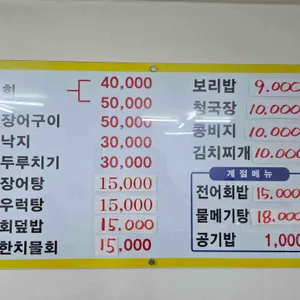 회 40,000
50,000
장어구이 50,000
낙지 30,000
두루치기 30,000
장어탕 15,000
우럭탕 15,000
회덮밥 15,000
한치물회 15,000
보리밥 9.000
청국장 10,000
콩비지 10,000
김치찌개 10,000
계절메뉴
전어회밥 15,000
물메기탕 18.000
공기밥 1,000